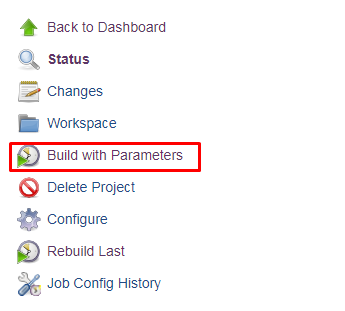 Back to Dashboard
Status
Changes
Workspace
Build with Parameters
Delete Project
Configure
Rebuild Last
Job Config History